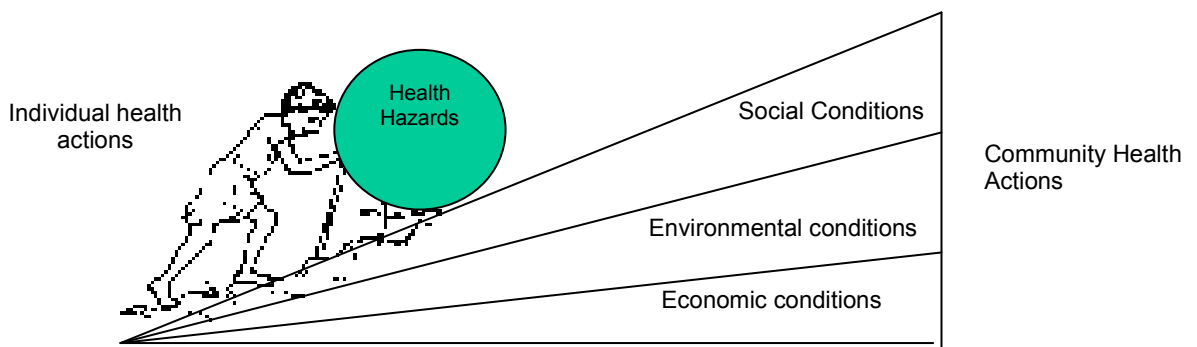 Individual health
actions
Health
Hazards
Social Conditions
Environmental conditions
Economic conditions
Community Health
Actions